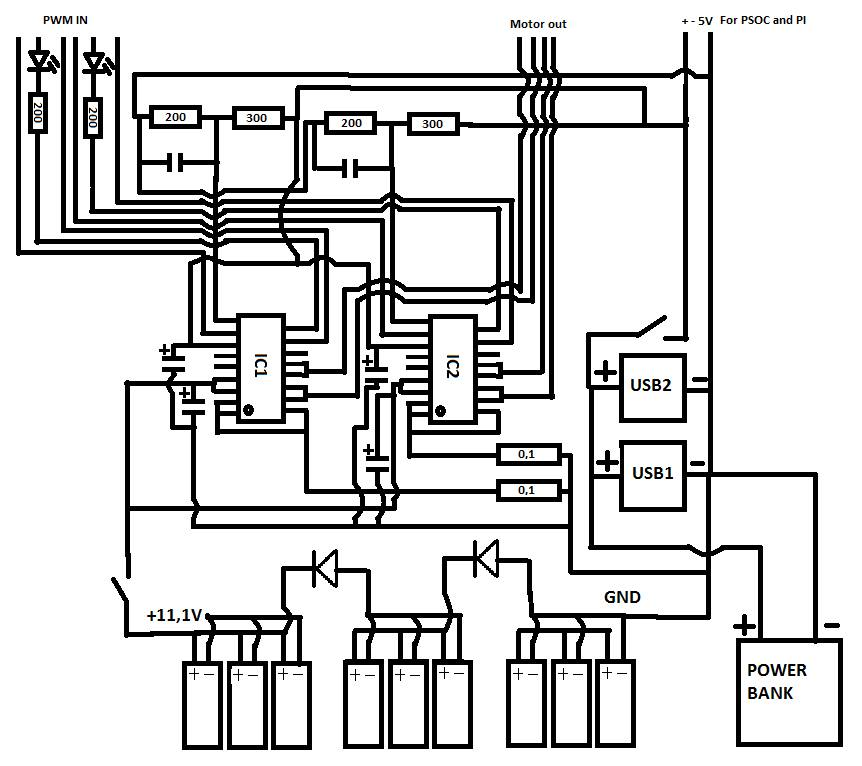 PWM IN
Motor out
+ - 5V For PSOC and PI
200
200
200
300
200
300
IC1
IC2
+
+
+
+
+
-
USB2
+
-
USB1
0,1
0,1
GND
+11,1V
+
-
POWER
BANK
+ - + - + -
+ - + - + -
+ - + - + -